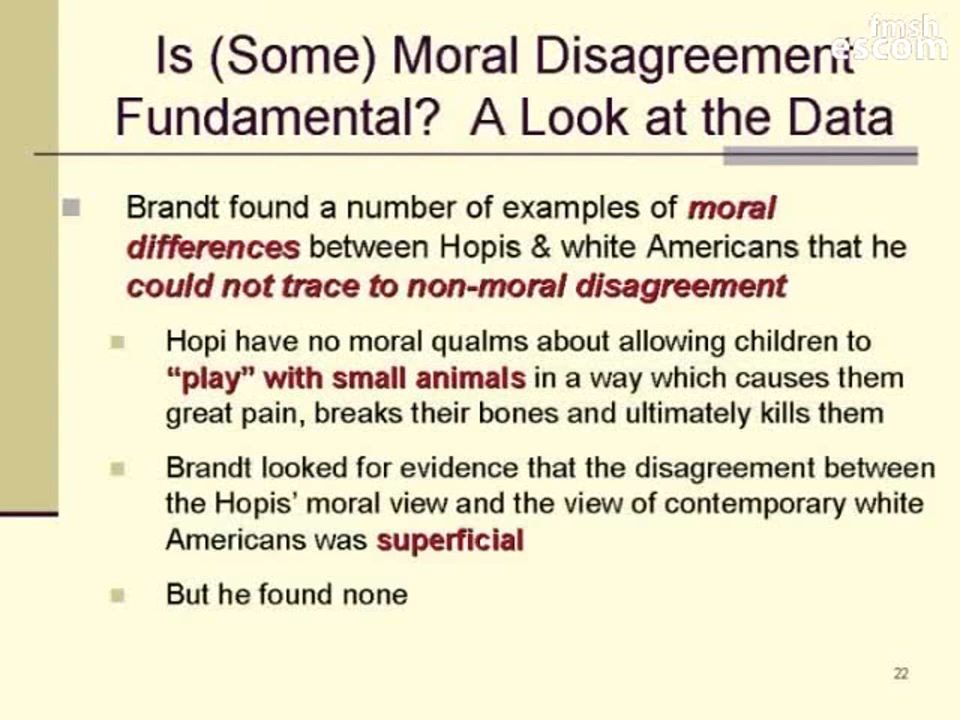 fmsh
escom
Is (Some) Moral Disagreement
Fundamental? A Look at the Data
Brandt found a number of examples of moral
differences between Hopis & white Americans that he
could not trace to non-moral disagreement
Hopi have no moral qualms about allowing children to
“play” with small animals in a way which causes them
great pain, breaks their bones and ultimately kills them
Brandt looked for evidence that the disagreement between
the Hopis’ moral view and the view of contemporary white
Americans was superficial
But he found none
22